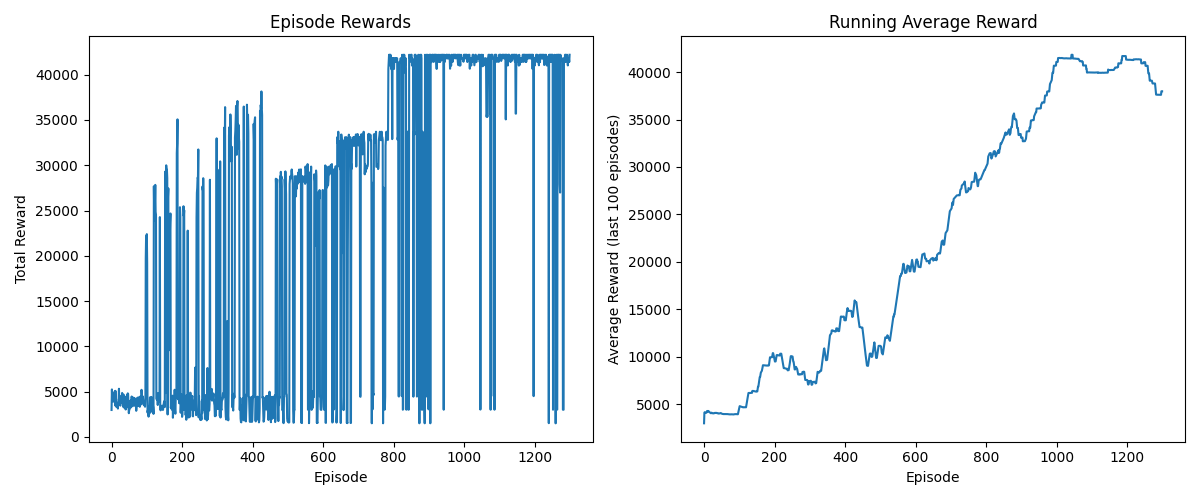 Episode Rewards
Total Reward
40000
35000
30000
25000
20000
15000
10000
5000
0
0 200 400 600 800 1000 1200
Episode
Running Average Reward
Average Reward (last 100 episodes)
40000
35000
30000
25000
20000
15000
10000
5000
0 200 400 600 800 1000 1200
Episode